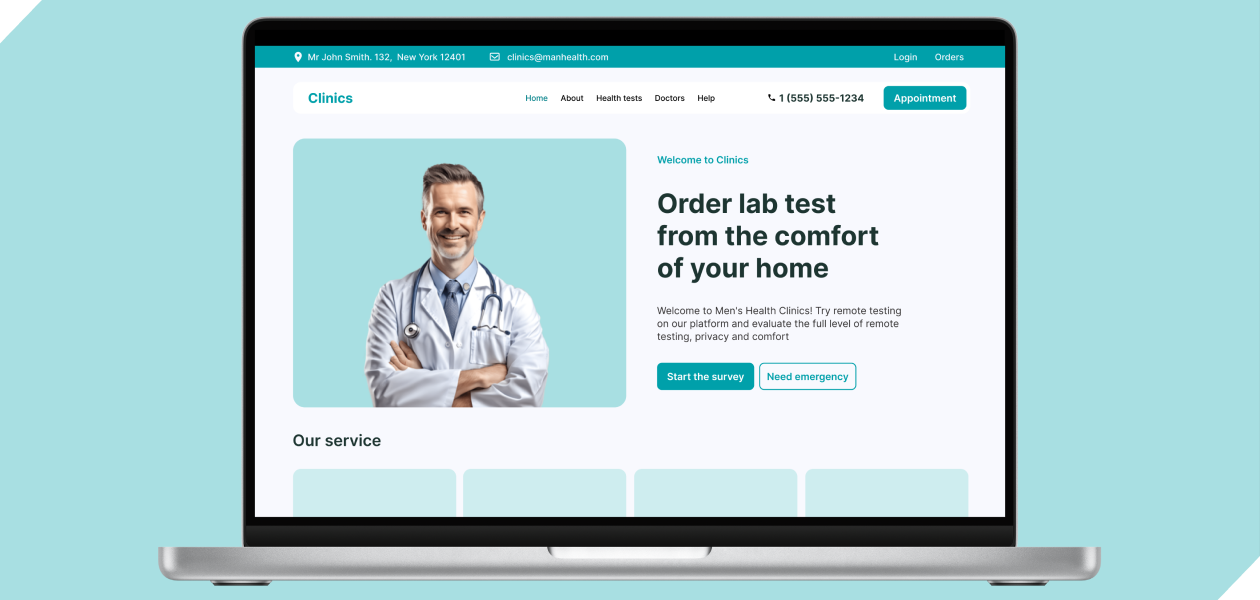 Mr John Smith. 132, New York 12401
clinics@manhealth.com
Login
Orders
Clinics
Home
About
Health tests
Doctors
Help
1 (555) 555-1234
Appointment
Welcome to Clinics
Order lab test
from the comfort
of your home
Welcome to Men's Health Clinics! Try remote testing
on our platform and evaluate the full level of remote
testing, privacy and comfort
Start the survey
Need emergency
Our service